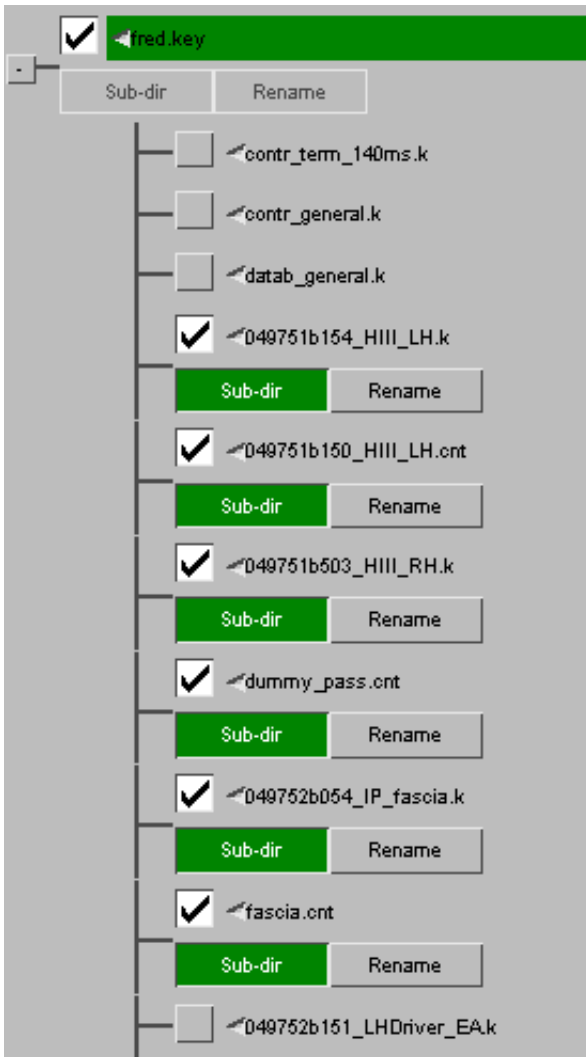 fred.key
-
Sub-dir Rename
contr_term_140ms.k
contr_general.k
datab_general.k
049751b154_HIII_LH.k
Sub-dir Rename
049751b150_HIII_LH.cnt
Sub-dir Rename
049751b503_HIII_RH.k
Sub-dir Rename
dummy_pass.cnt
Sub-dir Rename
049752b054_IP_fascia.k
Sub-dir Rename
fascia.cnt
Sub-dir Rename
049752b151_LHDriver_EA.k